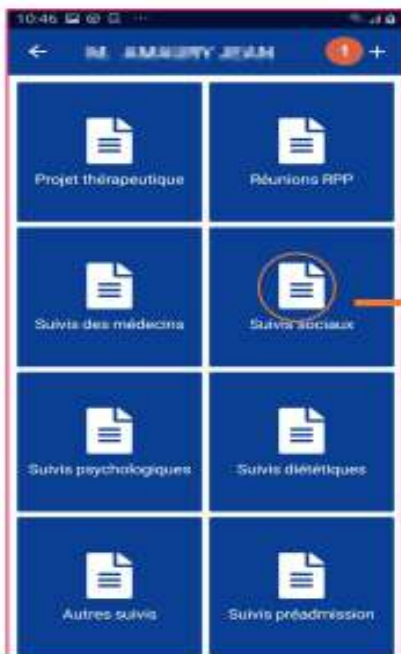 10:46
← M. AMAURY JEAN 1 +
Projet thérapeutique Réunions RPP
Suivis des médecins Suivis sociaux
Suivis psychologiques Suivis diététiques
Autres suivis Suivis préadmission